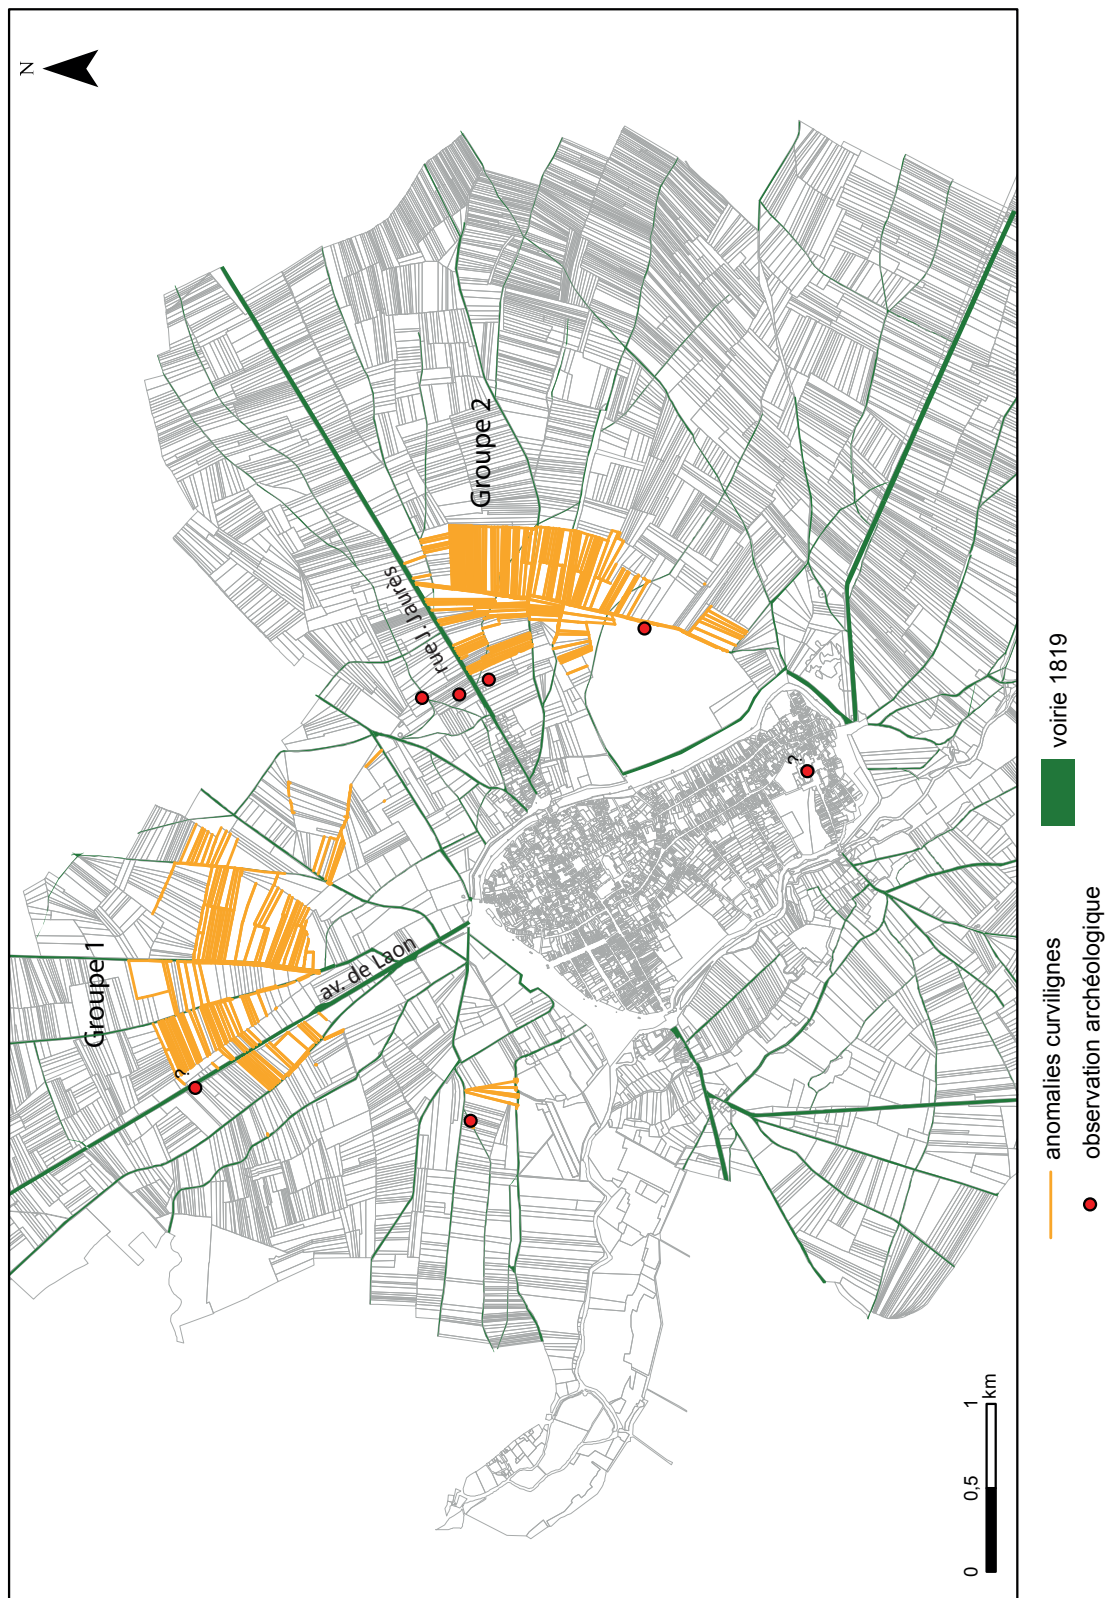 N
Groupe 1
?
av. de Laon
rue J. Jaurès
Groupe 2
?
0 0,5 1
km
anomalies curvilignes
observation archéologique
voirie 1819